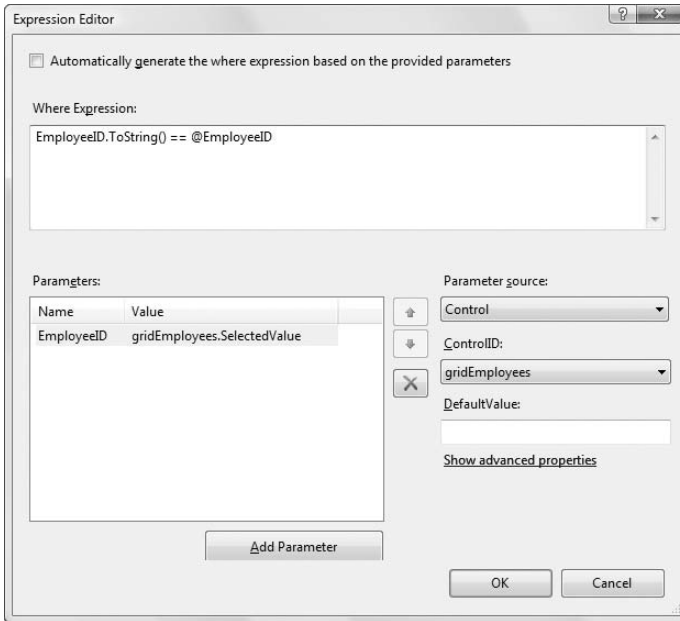 Expression Editor
?
Automatically generate the where expression based on the provided parameters
Where Expression:
EmployeeID.ToString() == @EmployeeID
Parameters:
Name Value
EmployeeID gridEmployees.SelectedValue
Add Parameter
Parameter source:
Control
ControlID:
gridEmployees
DefaultValue:
Show advanced properties
OK Cancel